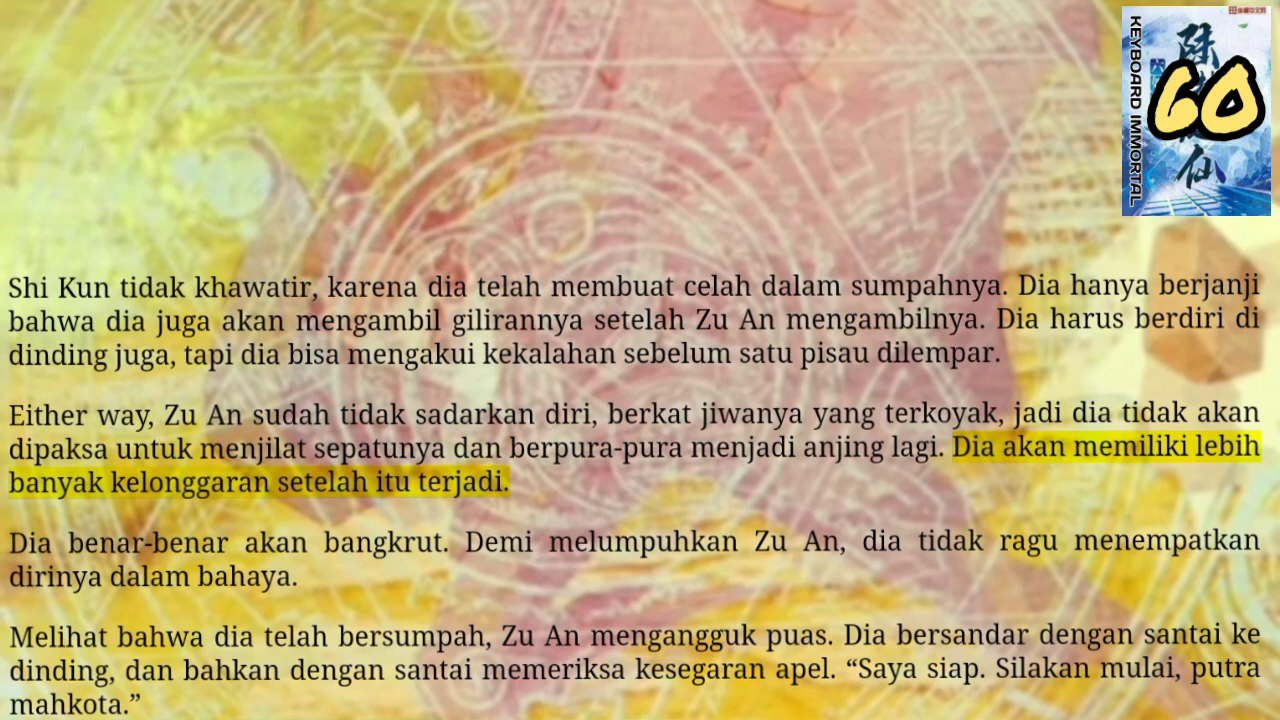 KEYBOARD IMMORTAL
60
仙
Shi Kun tidak khawatir, karena dia telah membuat celah dalam sumpahnya. Dia hanya berjanji
bahwa dia juga akan mengambil gilirannya setelah Zu An mengambilnya. Dia harus berdiri di
dinding juga, tapi dia bisa mengakui kekalahan sebelum satu pisau dilempar.
Either way, Zu An sudah tidak sadarkan diri, berkat jiwanya yang terkoyak, jadi dia tidak akan
dipaksa untuk menjilat sepatunya dan berpura-pura menjadi anjing lagi. Dia akan memiliki lebih
banyak kelonggaran setelah itu terjadi.
Dia benar-benar akan bangkrut. Demi melumpuhkan Zu An, dia tidak ragu menempatkan
dirinya dalam bahaya.
Melihat bahwa dia telah bersumpah, Zu An mengangguk puas. Dia bersandar dengan santai ke
dinding, dan bahkan dengan santai memeriksa kesegaran apel. “Saya siap. Silakan mulai, putra
mahkota.”